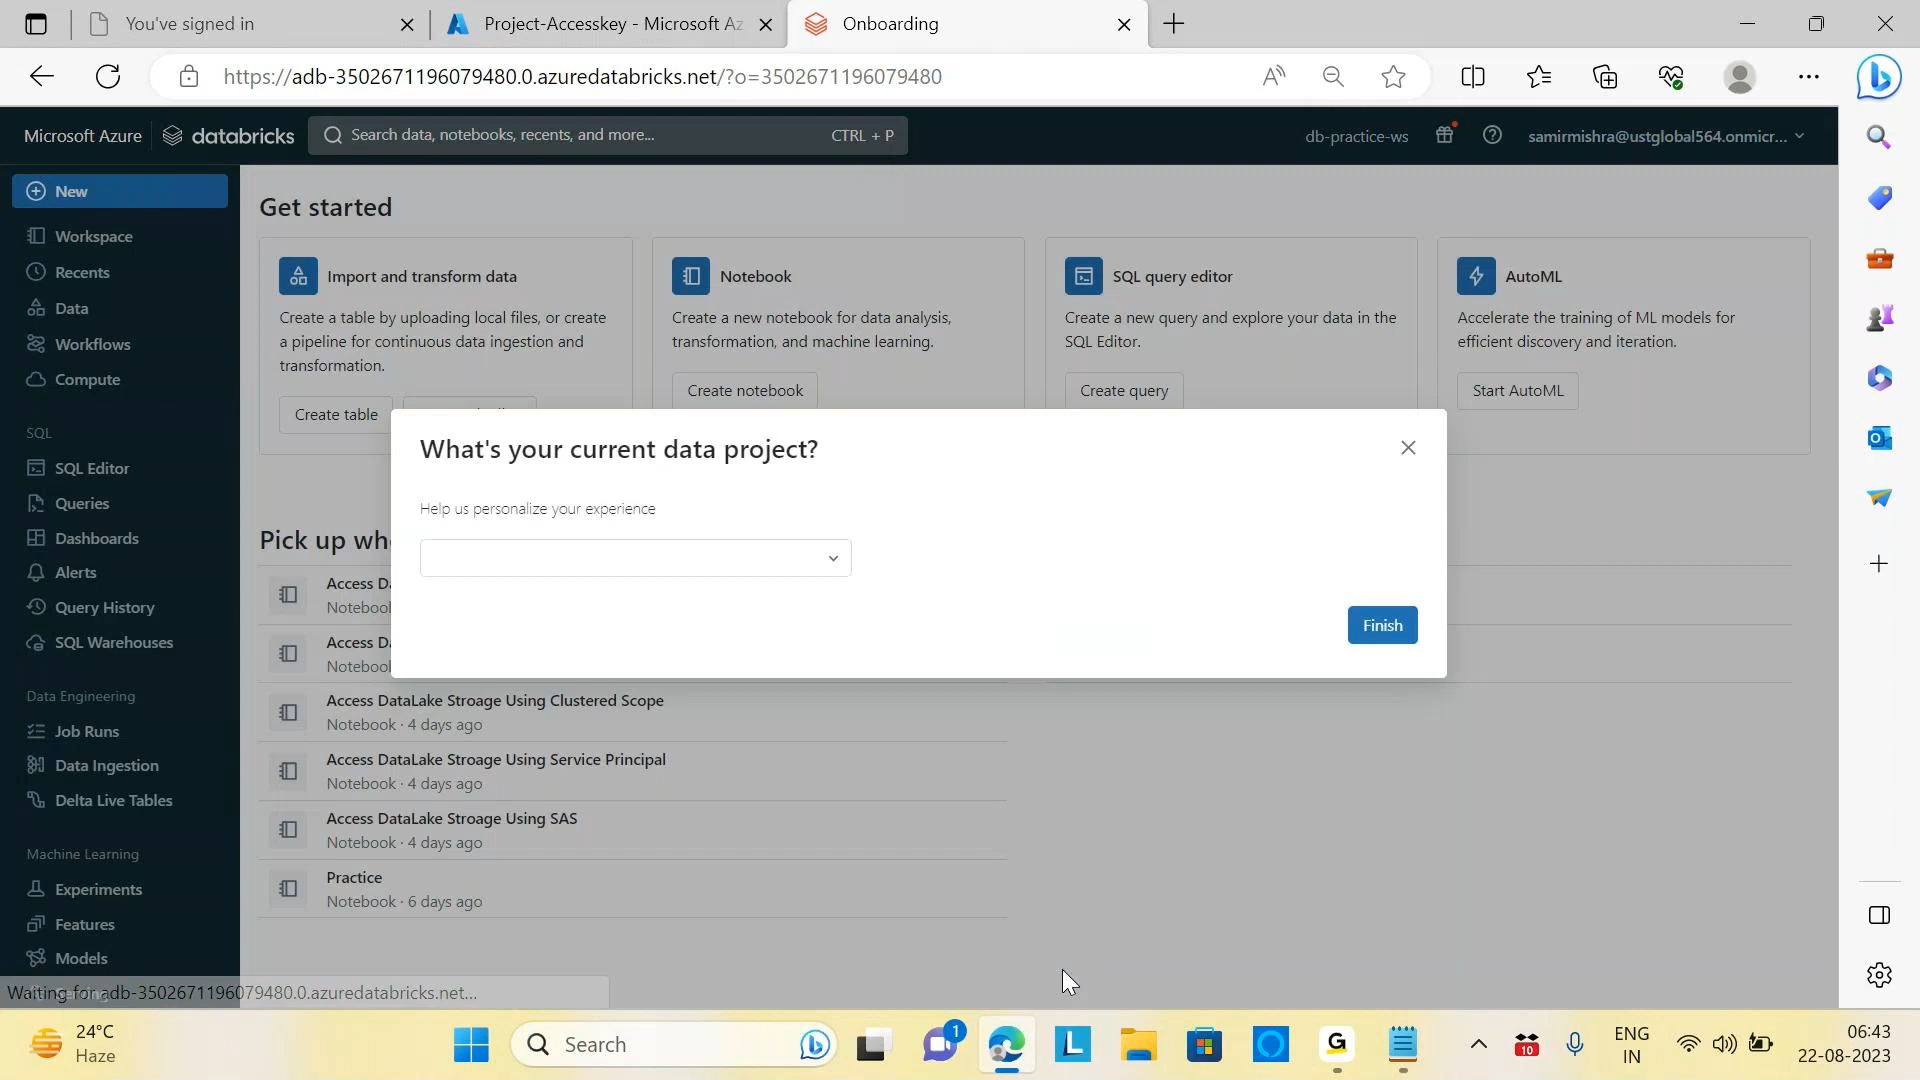 You've signed in
Project-Accesskey - Microsoft Az
Onboarding
https://adb-3502671196079480.0.azuredatabricks.net/?o=3502671196079480
Microsoft Azure
databricks
Search data, notebooks, recents, and more...
CTRL + P
db-practice-ws
samirmishra@ustglobal564.onmicr...
New
Workspace
Recents
Data
Workflows
Compute
SQL
SQL Editor
Queries
Dashboards
Alerts
Query History
SQL Warehouses
Data Engineering
Job Runs
Data Ingestion
Delta Live Tables
Machine Learning
Experiments
Features
Models
Get started
Import and transform data
Create a table by uploading local files, or create
a pipeline for continuous data ingestion and
transformation.
Create table
Notebook
Create a new notebook for data analysis,
transformation, and machine learning.
Create notebook
SQL query editor
Create a new query and explore your data in the
SQL Editor.
Create query
AutoML
Accelerate the training of ML models for
efficient discovery and iteration.
Start AutoML
What's your current data project?
Help us personalize your experience
Finish
Pick up whe
Access Da
Notebook
Access Da
Notebook
Access DataLake Stroage Using Clustered Scope
Notebook · 4 days ago
Access DataLake Stroage Using Service Principal
Notebook · 4 days ago
Access DataLake Stroage Using SAS
Notebook · 4 days ago
Practice
Notebook · 6 days ago
Waiting for adb-3502671196079480.0.azuredatabricks.net...
24°C
Haze
Search
1
L
G
10
ENG
IN
06:43
22-08-2023